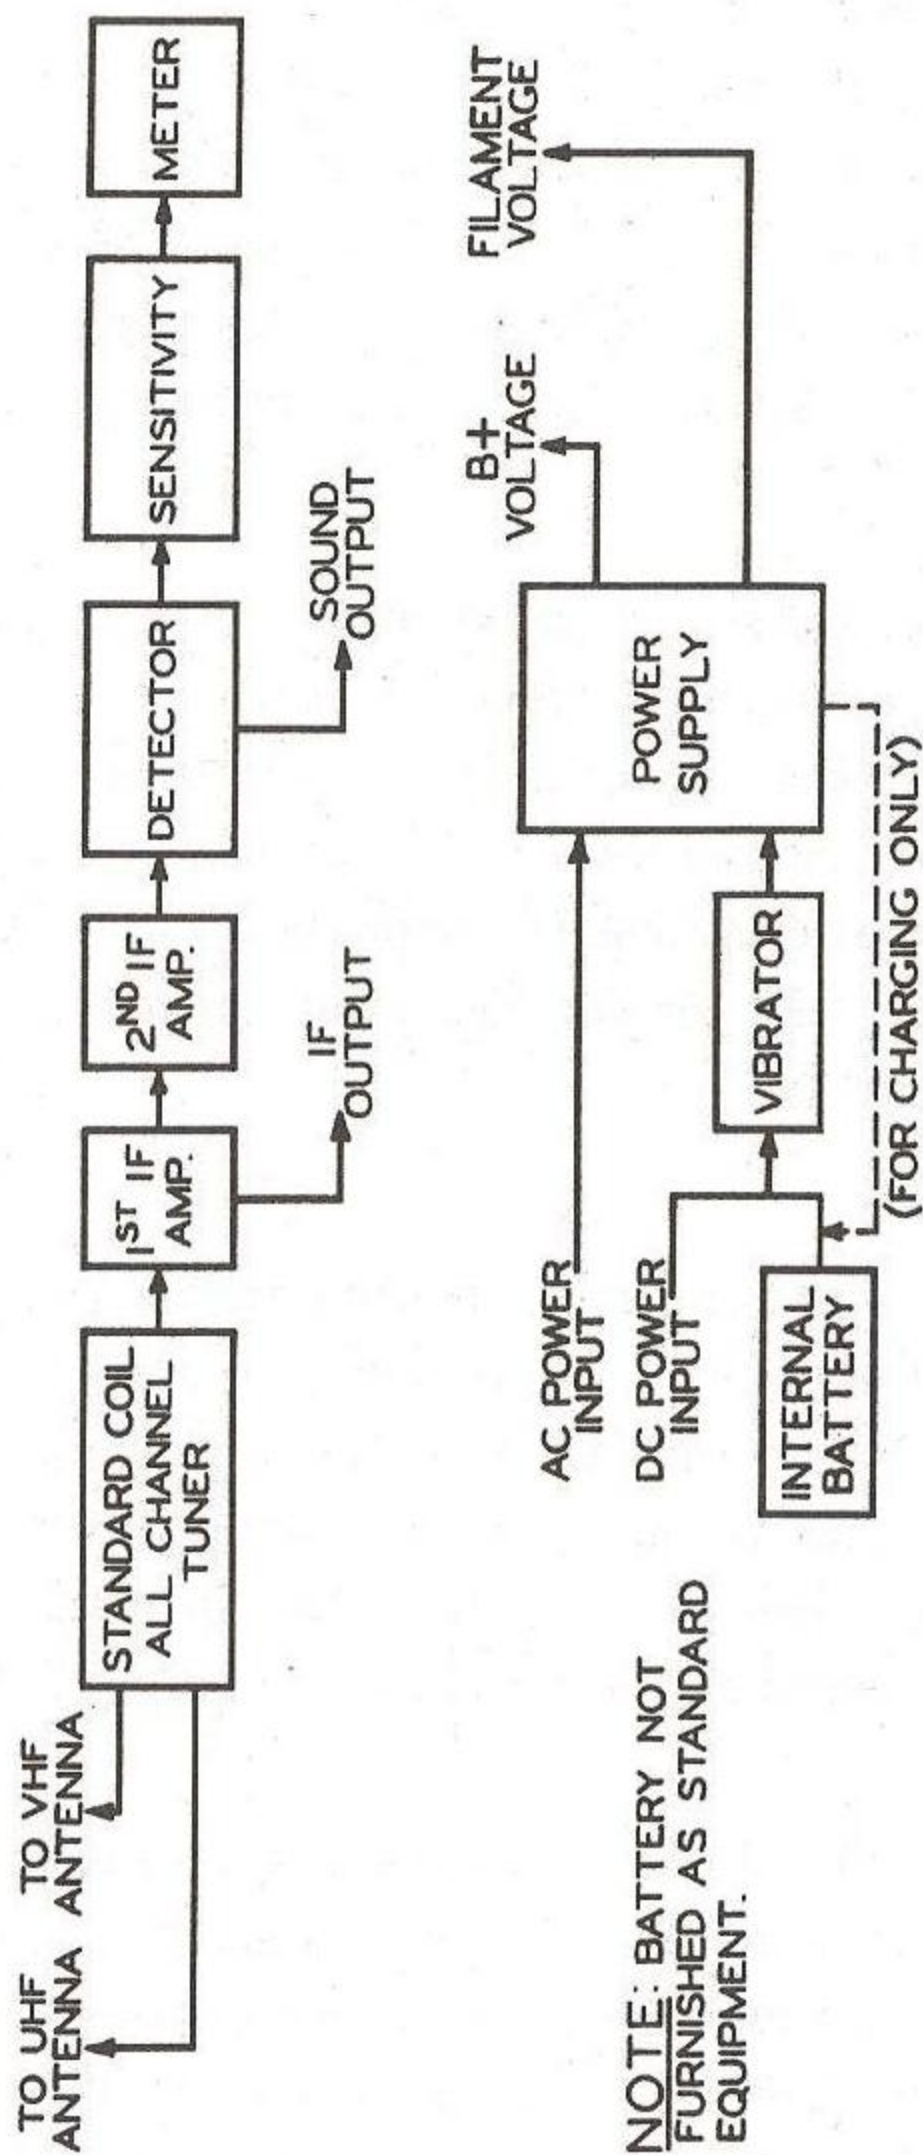 TO UHF
ANTENNA
TO VHF
ANTENNA
STANDARD COIL
ALL CHANNEL
TUNER
1ST IF
AMP.
2ND IF
AMP.
DETECTOR
SENSITIVITY
METER
IF
OUTPUT
SOUND
OUTPUT
AC POWER
INPUT
DC POWER
INPUT
INTERNAL
BATTERY
VIBRATOR
POWER
SUPPLY
B+
VOLTAGE
FILAMENT
VOLTAGE
(FOR CHARGING ONLY)
NOTE: BATTERY NOT
FURNISHED AS STANDARD
EQUIPMENT.